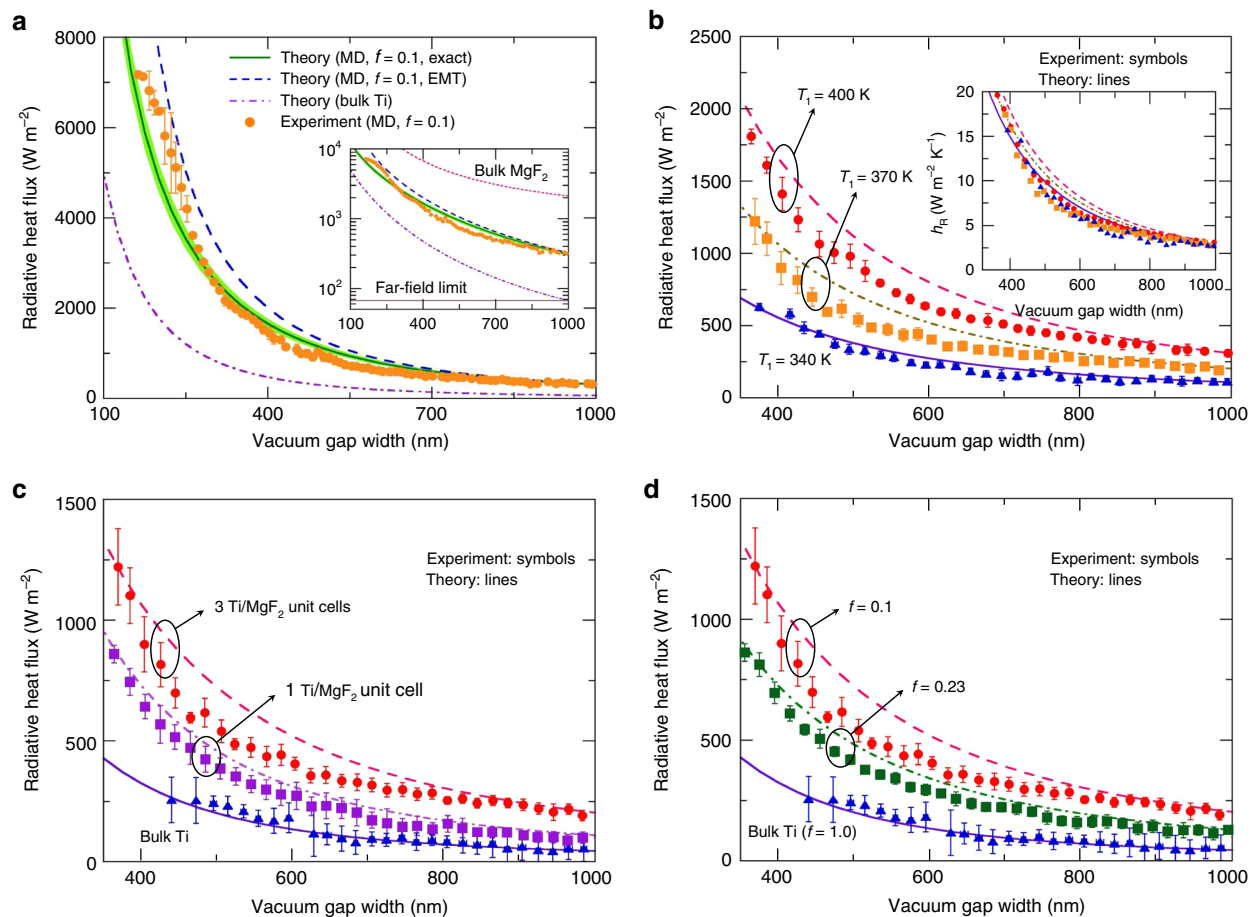 a
Radiative heat flux (W m⁻²)
8000
6000
4000
2000
0
100
400
700
1000
Vacuum gap width (nm)
Theory (MD, f = 0.1, exact)
Theory (MD, f = 0.1, EMT)
Theory (bulk Ti)
Experiment (MD, f = 0.1)
10⁴
10³
10²
100
400
700
1000
Bulk MgF₂
Far-field limit
b
Radiative heat flux (W m⁻²)
2500
2000
1500
1000
500
0
400
600
800
1000
Vacuum gap width (nm)
T₁ = 400 K
T₁ = 370 K
T₁ = 340 K
Experiment: symbols
Theory: lines
h_R (W m⁻² K⁻¹)
20
15
10
5
0
400
600
800
1000
Vacuum gap width (nm)
c
Radiative heat flux (W m⁻²)
1500
1000
500
0
400
600
800
1000
Vacuum gap width (nm)
Experiment: symbols
Theory: lines
3 Ti/MgF₂ unit cells
1 Ti/MgF₂ unit cell
Bulk Ti
d
Radiative heat flux (W m⁻²)
1500
1000
500
0
400
600
800
1000
Vacuum gap width (nm)
Experiment: symbols
Theory: lines
f = 0.1
f = 0.23
Bulk Ti (f = 1.0)